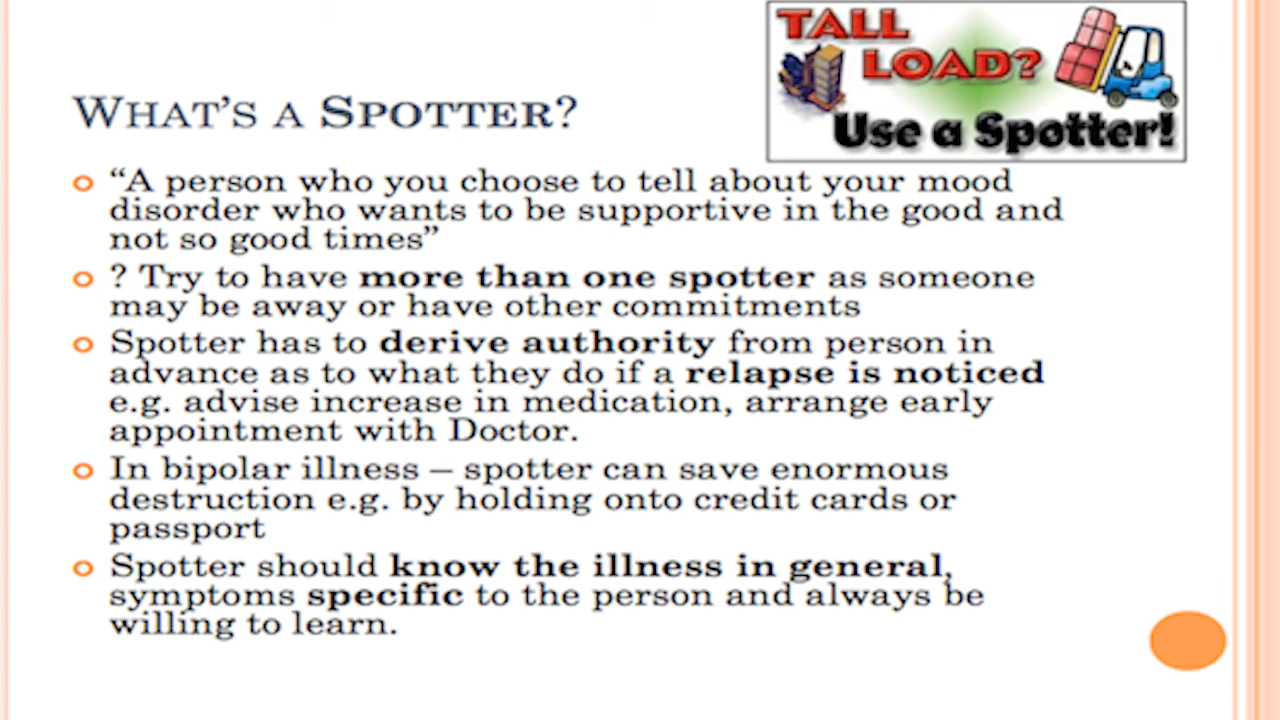 TALL
LOAD?
Use a Spotter!
WHAT'S A SPOTTER?
"A person who you choose to tell about your mood
disorder who wants to be supportive in the good and
not so good times"
? Try to have more than one spotter as someone
may be away or have other commitments
Spotter has to derive authority from person in
advance as to what they do if a relapse is noticed
e.g. advise increase in medication, arrange early
appointment with Doctor.
In bipolar illness – spotter can save enormous
destruction e.g. by holding onto credit cards or
passport
Spotter should know the illness in general,
symptoms specific to the person and always be
willing to learn.